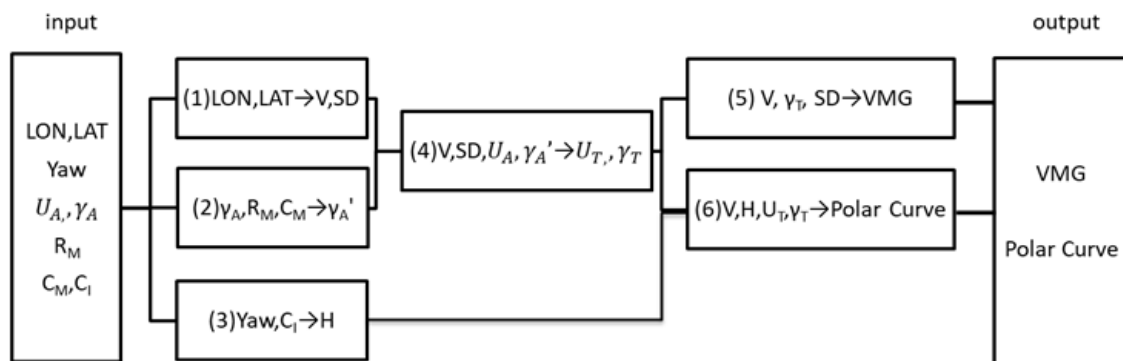 input
output
LON,LAT
Yaw
U_A,,γ_A
R_M
C_M,C_I
(1)LON,LAT→V,SD
(2)γ_A,R_M,C_M→γ_A'
(3)Yaw,C_I→H
(4)V,SD,U_A,γ_A'→U_T,,γ_T
(5) V, γ_T, SD→VMG
(6)V,H,U_T,γ_T→Polar Curve
VMG
Polar Curve